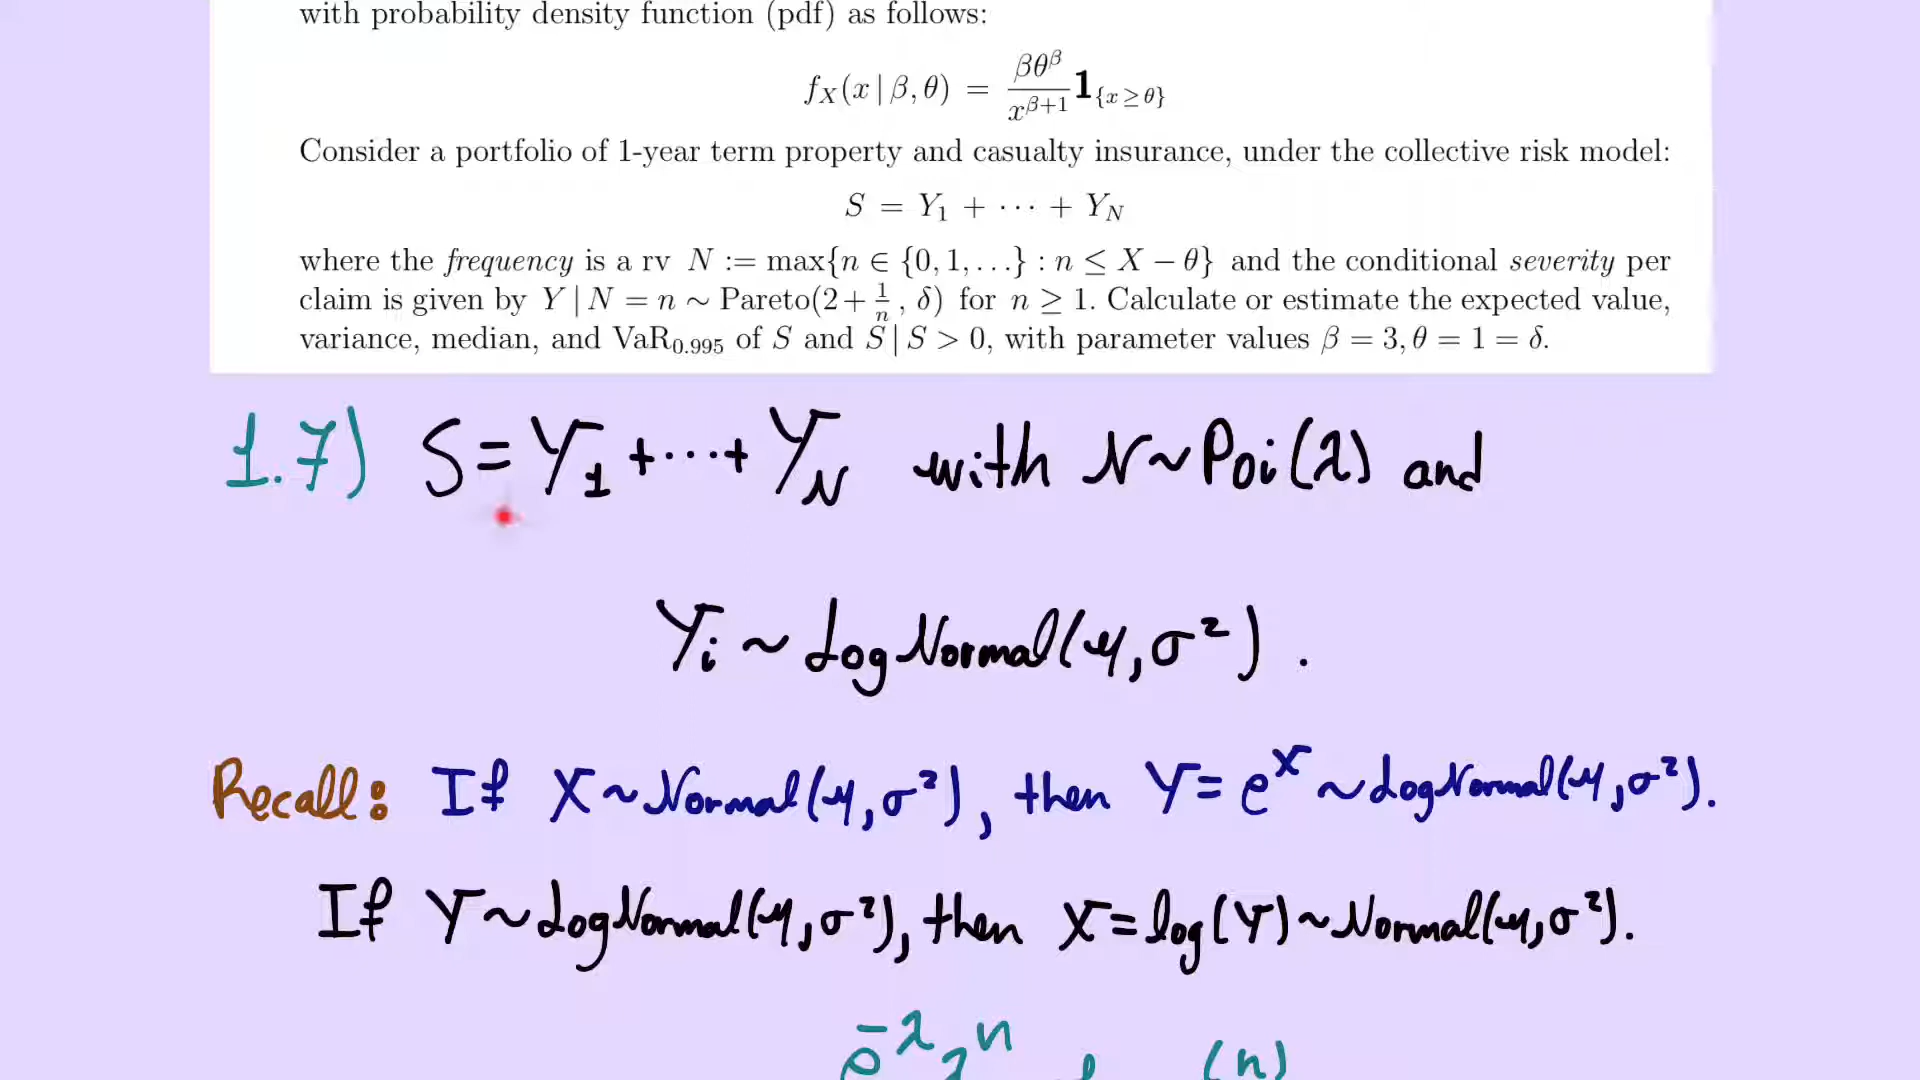 with probability density function (pdf) as follows:
f_X(x | β, θ) = βθ^β / x^{β+1} 𝟏_{x ≥ θ}
Consider a portfolio of 1-year term property and casualty insurance, under the collective risk model:
S = Y_1 + ··· + Y_N
where the frequency is a rv N := max{n ∈ {0, 1, …} : n ≤ X − θ} and the conditional severity per
claim is given by Y | N = n ∼ Pareto(2 + 1/n , δ) for n ≥ 1. Calculate or estimate the expected value,
variance, median, and VaR_{0.995} of S and S | S > 0, with parameter values β = 3, θ = 1 = δ.
1.7) S = Y_1 + ··· + Y_N with N ~ Poi(λ) and
Y_i ~ LogNormal(μ, σ²) .
Recall: If X ~ Normal(μ, σ²), then Y = e^X ~ LogNormal(μ, σ²).
If Y ~ LogNormal(μ, σ²), then X = log(Y) ~ Normal(μ, σ²).
e^{-λ} λ^n (n)